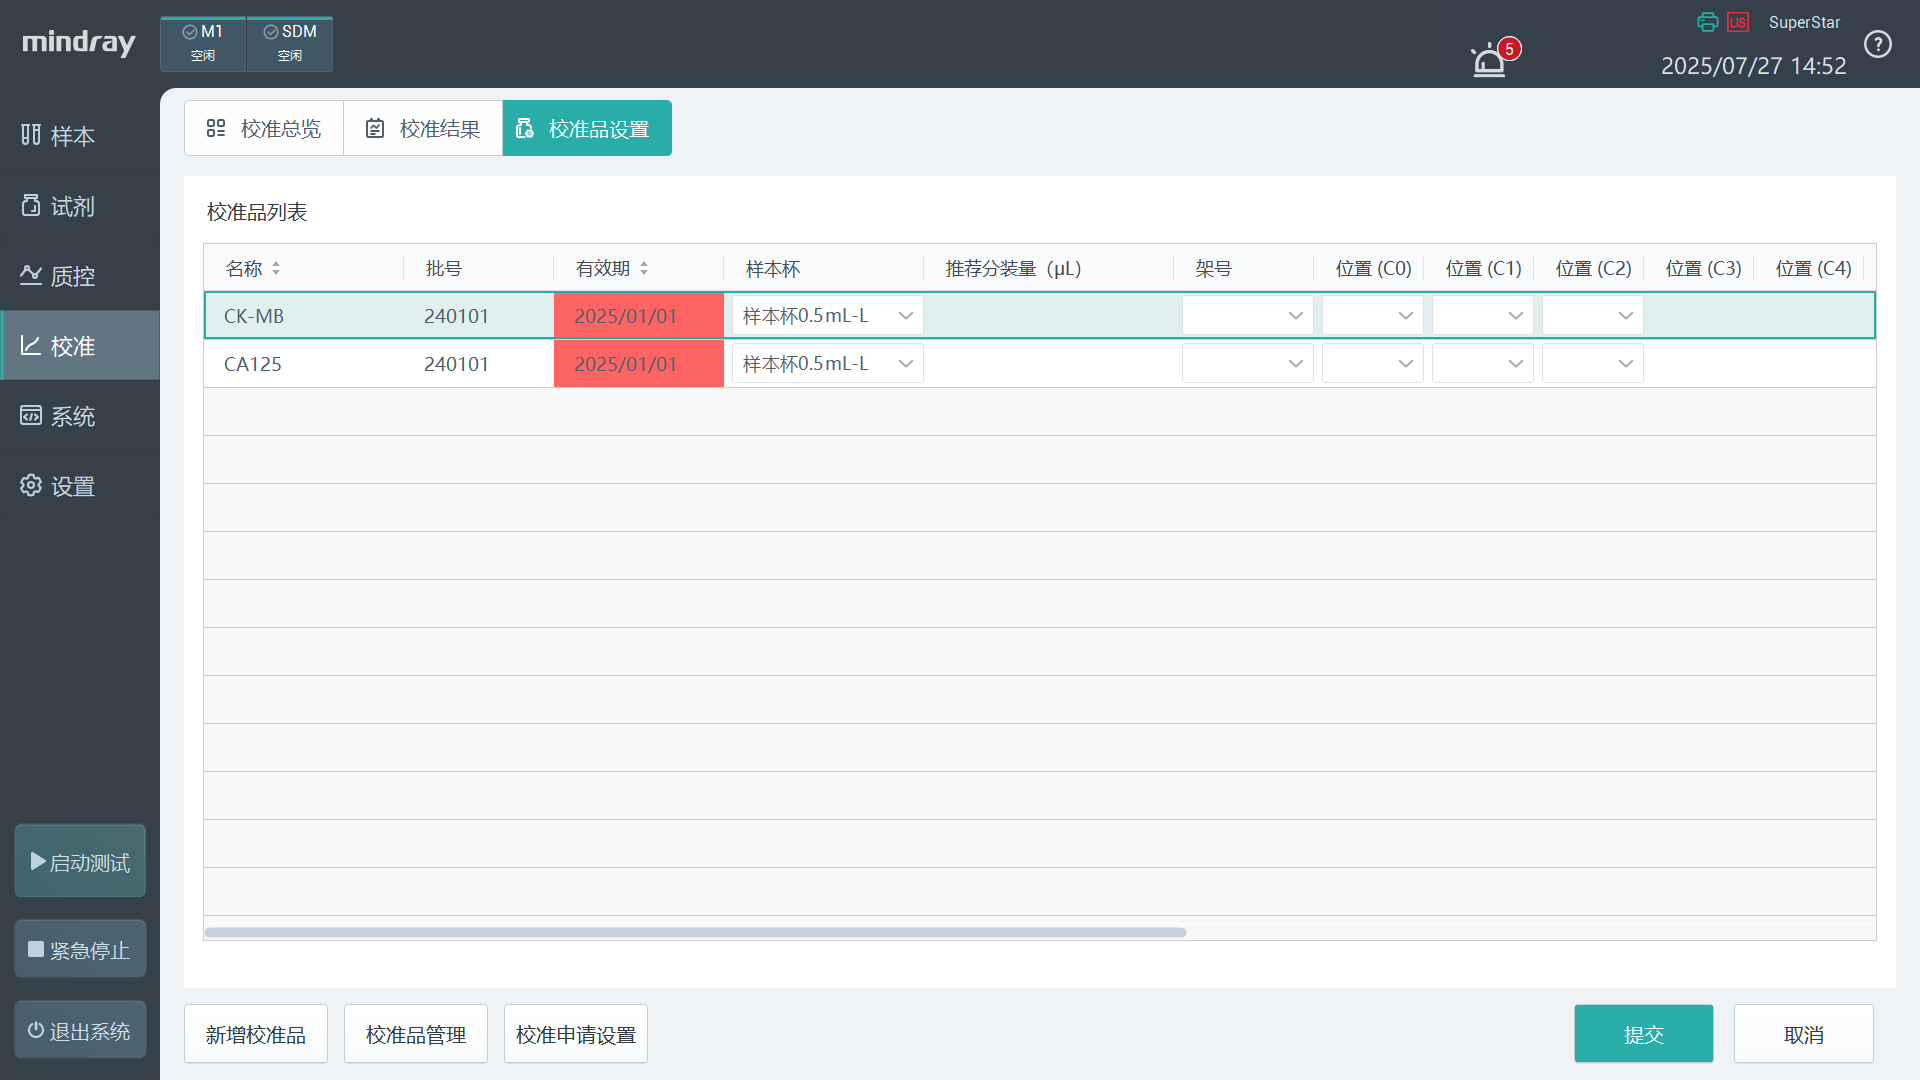 mindray
M1
空闲
SDM
空闲
5
LIS
SuperStar
2025/07/27 14:52
样本
试剂
质控
校准
系统
设置
启动测试
紧急停止
退出系统
校准总览
校准结果
校准品设置
校准品列表
名称 批号 有效期 样本杯 推荐分装量（μL） 架号 位置 (C0) 位置 (C1) 位置 (C2) 位置 (C3) 位置 (C4)
CK-MB 240101 2025/01/01 样本杯0.5mL-L
CA125 240101 2025/01/01 样本杯0.5mL-L
新增校准品
校准品管理
校准申请设置
提交
取消